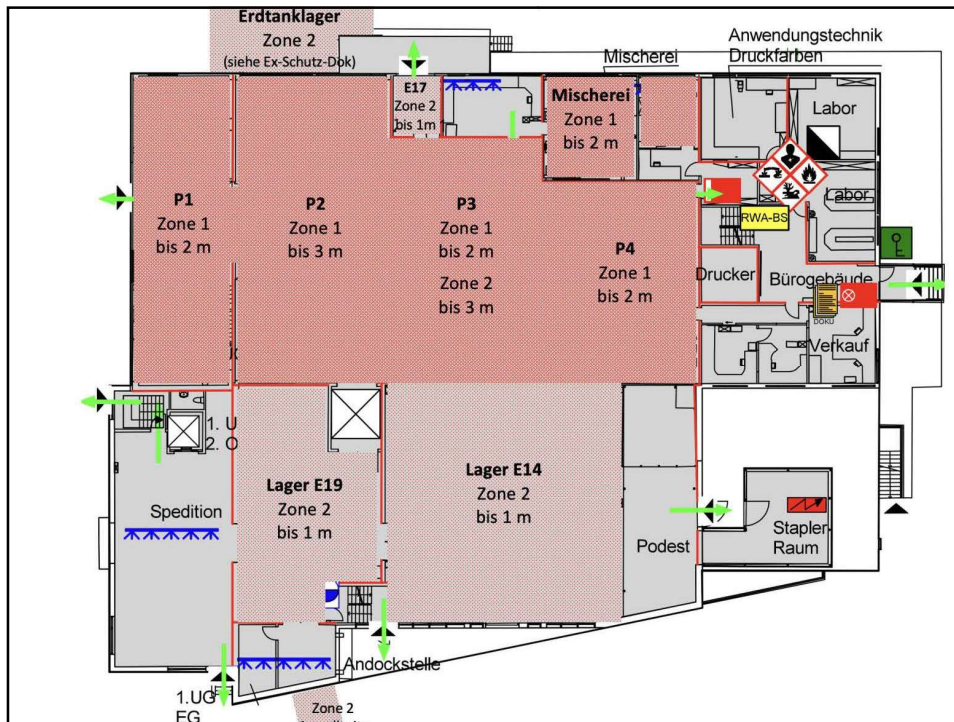 Erdtanklager
Zone 2
(siehe Ex-Schutz-Dok)
Mischerei
Anwendungstechnik
Druckfarben
E17
Zone 2
bis 1m
Mischerei
Zone 1
bis 2 m
Labor
P1
Zone 1
bis 2 m
P2
Zone 1
bis 3 m
P3
Zone 1
bis 2 m
Zone 2
bis 3 m
P4
Zone 1
bis 2 m
Labor
RWA-BS
Drucker
Bürogebäude
DOKU
Verkauf
1. U
2. O
Spedition
Lager E19
Zone 2
bis 1 m
Lager E14
Zone 2
bis 1 m
Podest
Stapler
Raum
Andockstelle
1.UG
EG
Zone 2